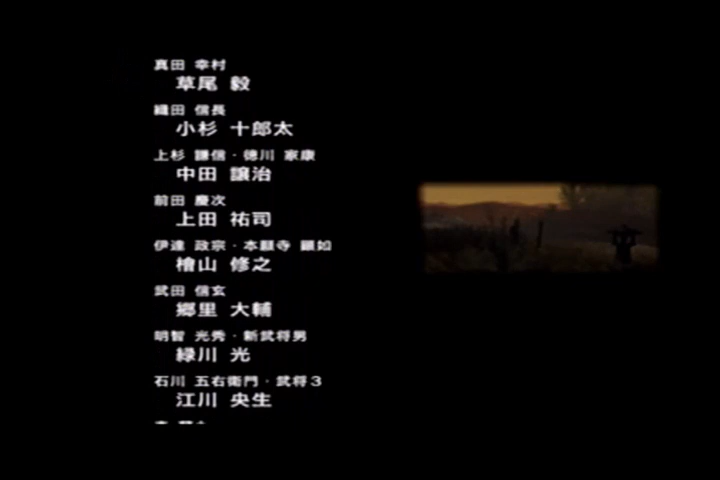 真田 幸村
草尾 毅
織田 信長
小杉 十郎太
上杉 謙信・徳川 家康
中田 譲治
前田 慶次
上田 祐司
伊達 政宗・本願寺 顕如
檜山 修之
武田 信玄
郷里 大輔
明智 光秀・新武将男
緑川 光
石川 五右衛門・武将3
江川 央生